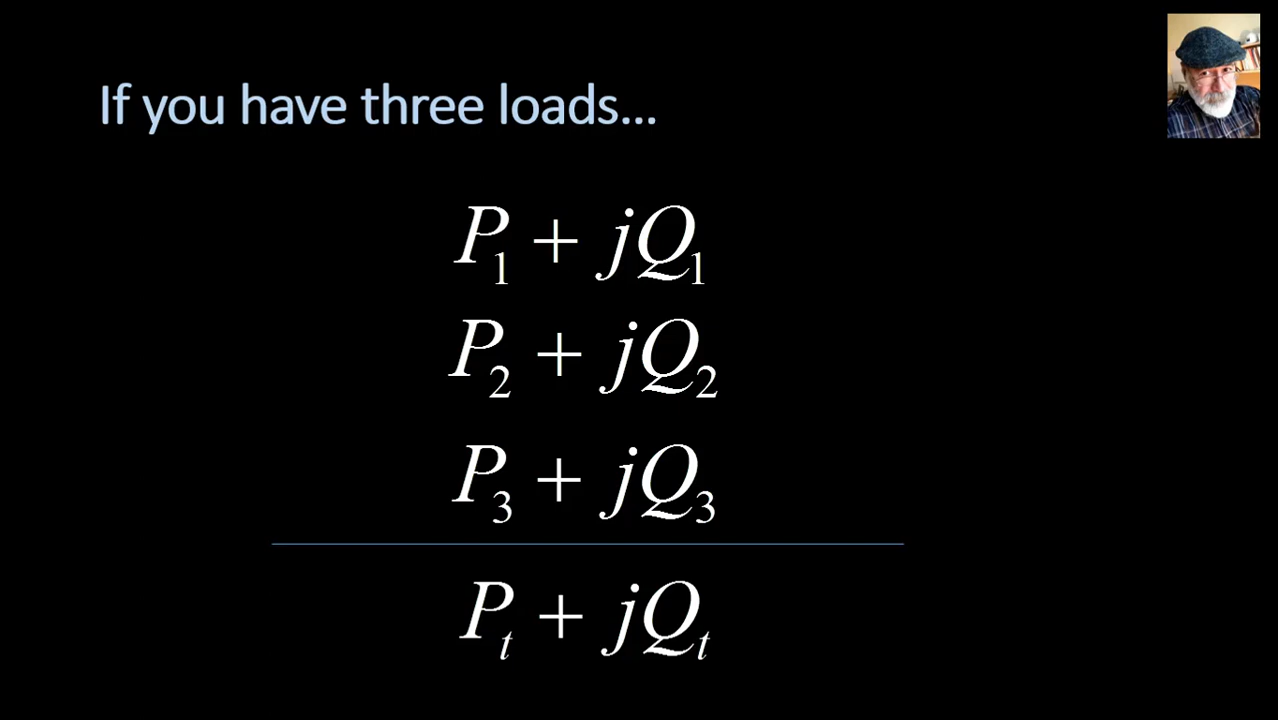 If you have three loads...
P₁ + jQ₁
P₂ + jQ₂
P₃ + jQ₃
Pₜ + jQₜ